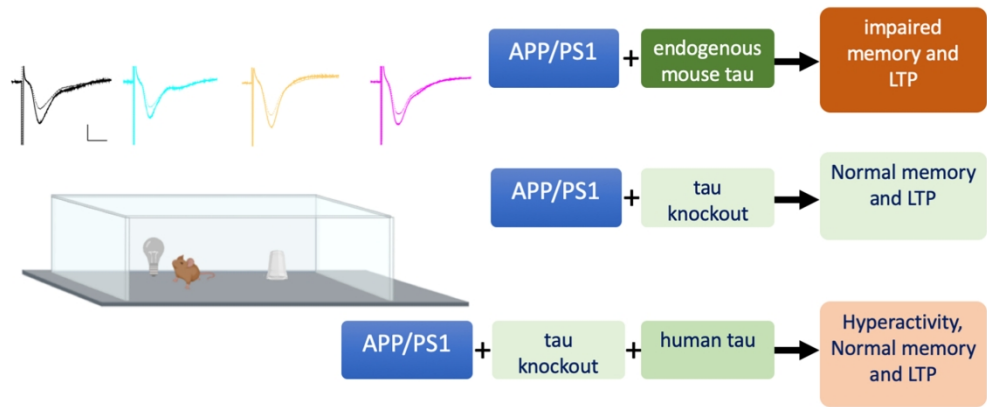 APP/PS1
+
endogenous
mouse tau
impaired
memory and
LTP
APP/PS1
+
tau
knockout
Normal memory
and LTP
APP/PS1
+
tau
knockout
+
human tau
Hyperactivity,
Normal memory
and LTP